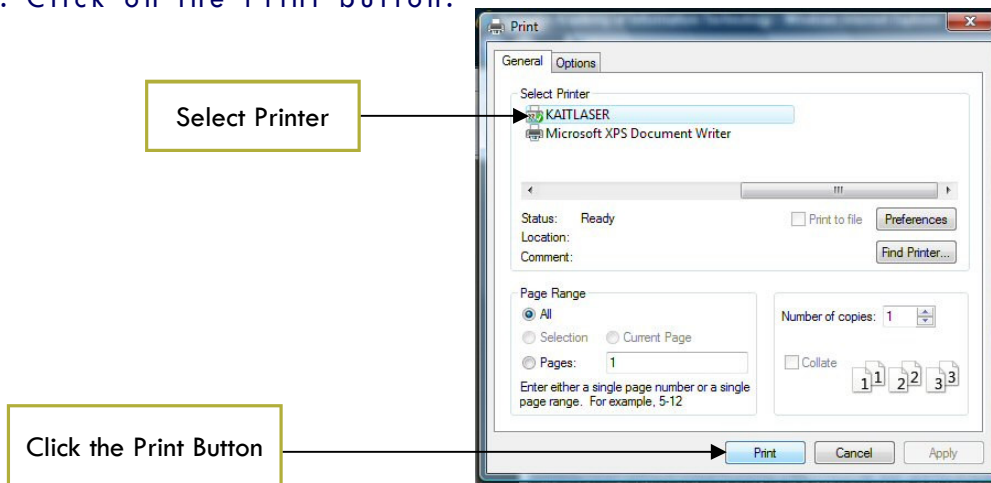 . Click on the Print button.
Print
General Options
Select Printer
Select Printer
KAITLASER
Microsoft XPS Document Writer
Status: Ready
Print to file
Preferences
Location:
Comment:
Find Printer...
Page Range
All
Selection
Current Page
Pages: 1
Enter either a single page number or a single
page range. For example, 5-12
Number of copies: 1
Collate
1 1 2 2 3 3
Click the Print Button
Print
Cancel
Apply